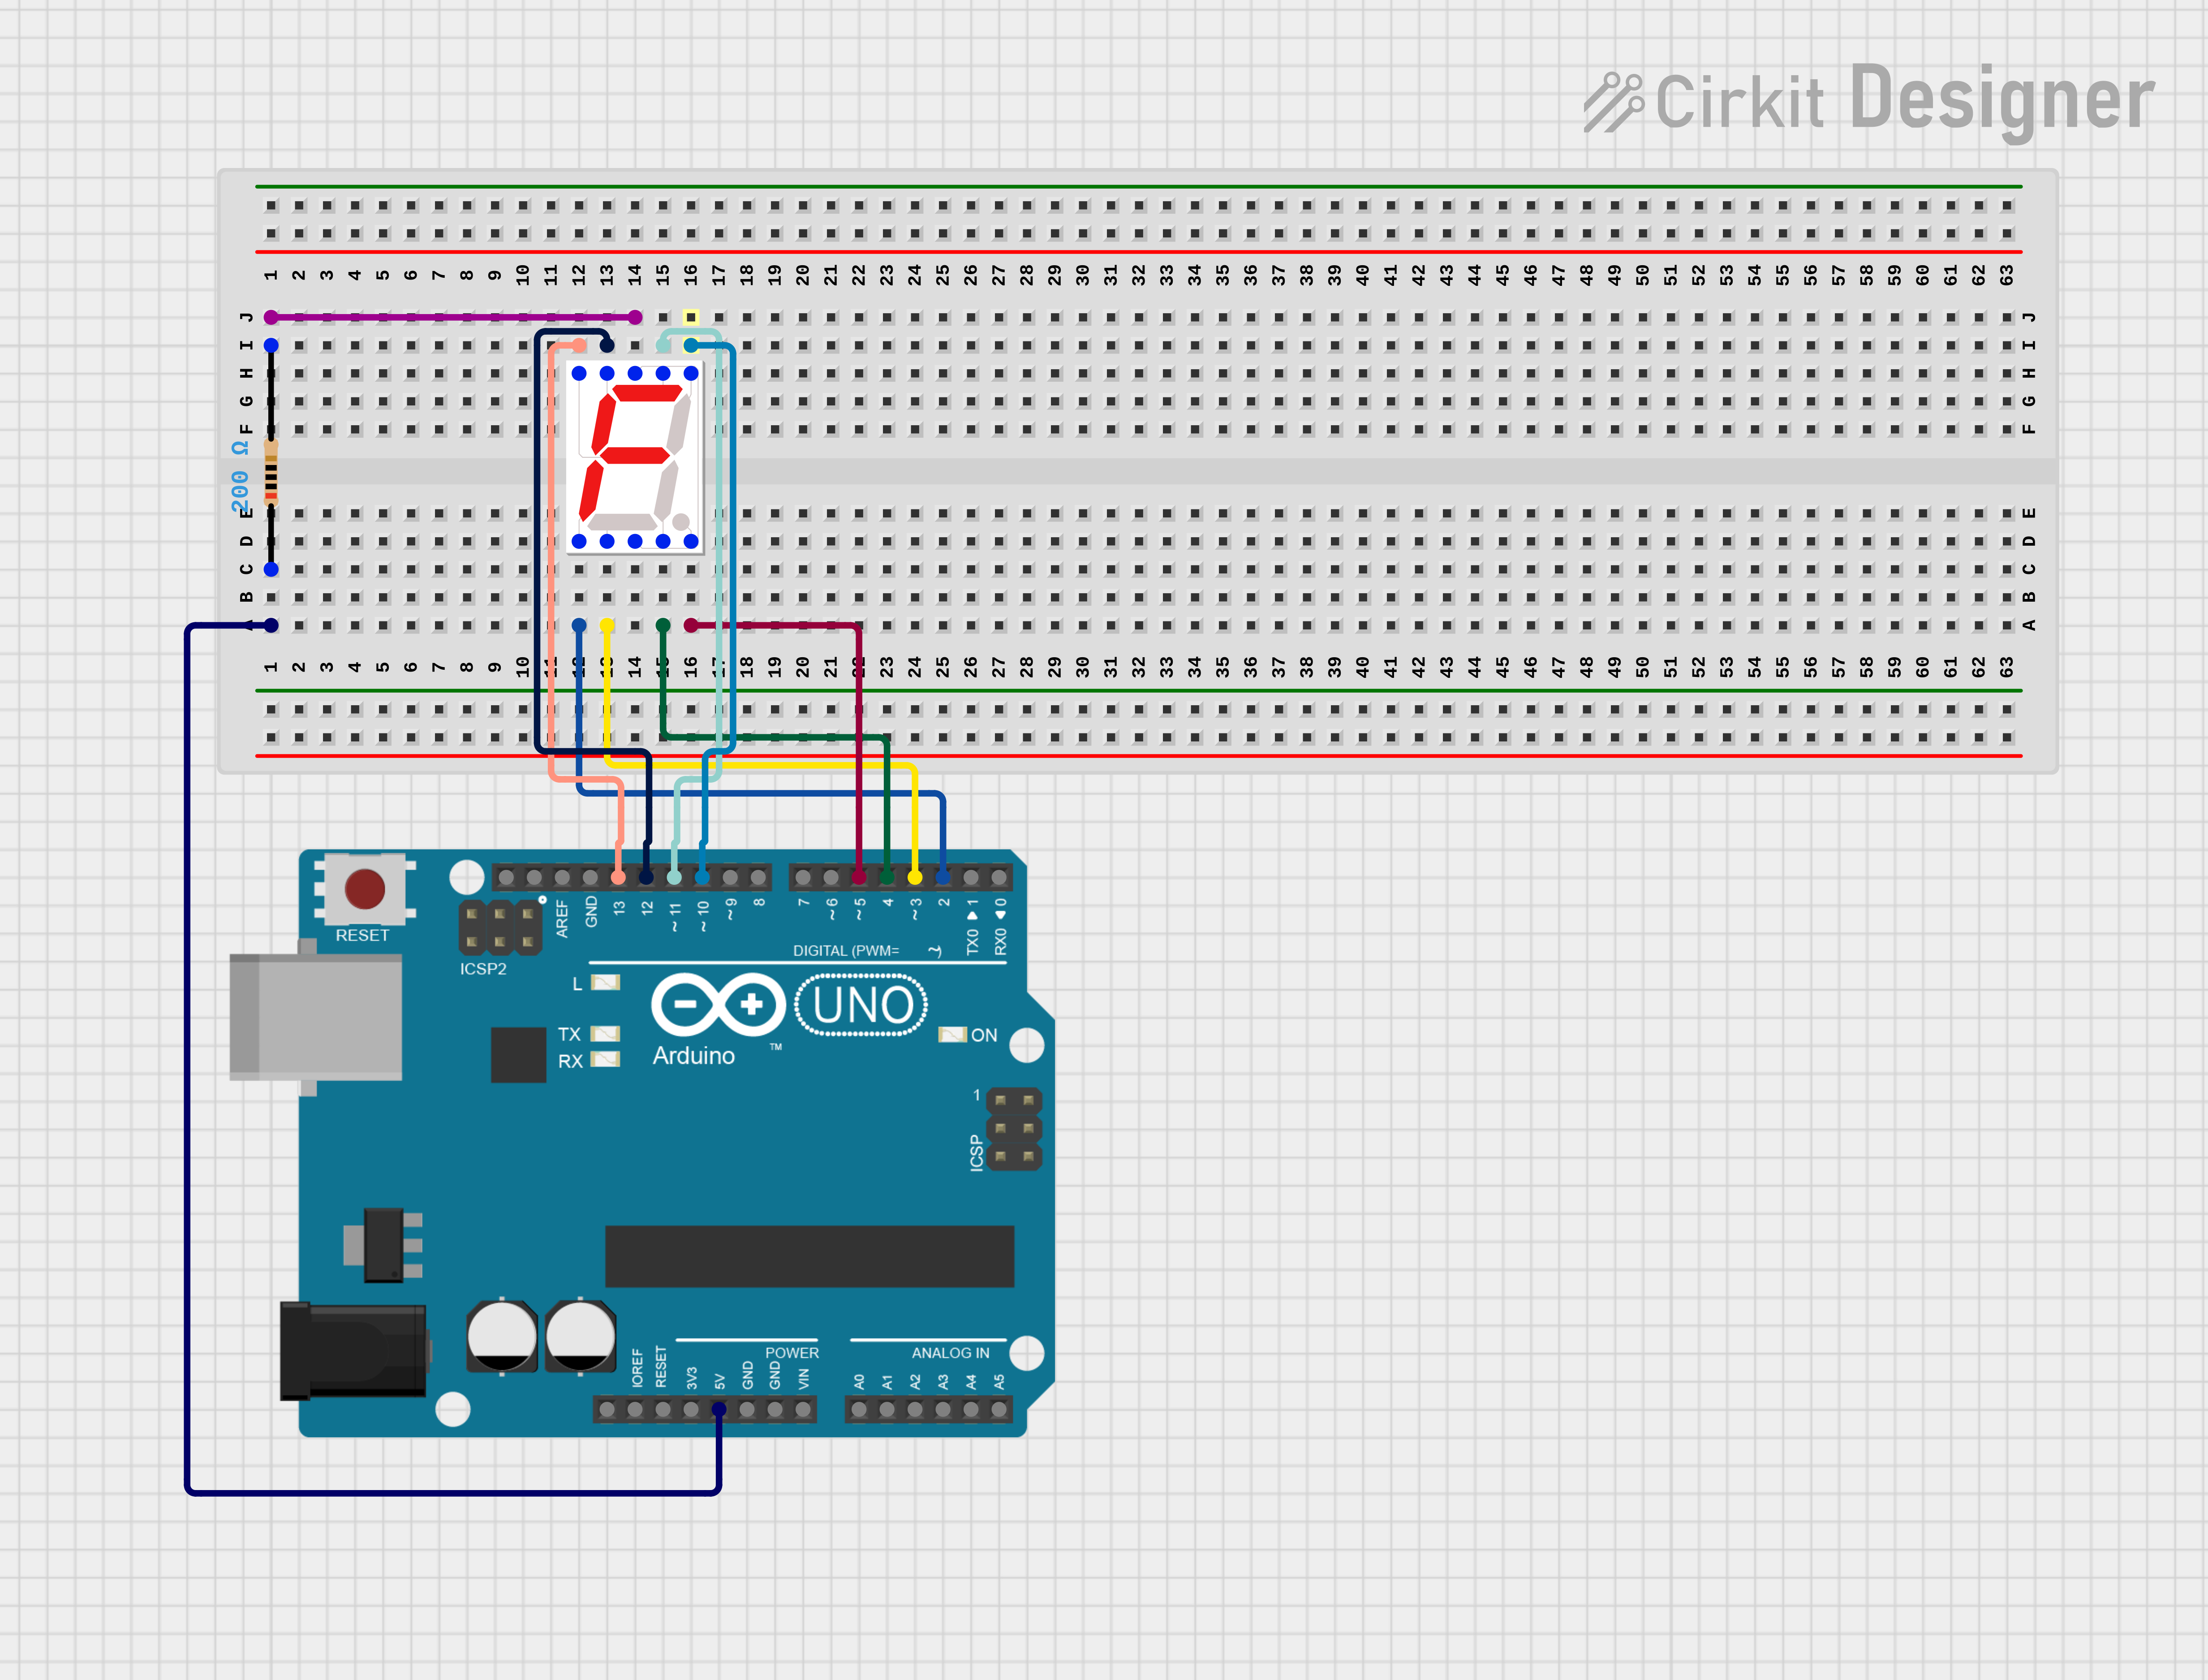 Cirkit Designer
1 2 3 4 5 6 7 8 9 10 11 12 13 14 15 16 17 18 19 20 21 22 23 24 25 26 27 28 29 30 31 32 33 34 35 36 37 38 39 40 41 42 43 44 45 46 47 48 49 50 51 52 53 54 55 56 57 58 59 60 61 62 63
J J
I I
H H
G G
F F
200 Ω
E E
D D
C C
B B
A A
1 2 3 4 5 6 7 8 9 10 11 12 13 14 15 16 17 18 19 20 21 22 23 24 25 26 27 28 29 30 31 32 33 34 35 36 37 38 39 40 41 42 43 44 45 46 47 48 49 50 51 52 53 54 55 56 57 58 59 60 61 62 63
RESET
ICSP2
AREF GND 13 12 ~11 ~10 ~9 8 7 ~6 ~5 4 ~3 2 TX0 ▶ 1 RX0 ◀ 0
DIGITAL (PWM= ~)
L
TX
RX
UNO
ON
Arduino ™
1
ICSP
POWER
ANALOG IN
IOREF RESET 3V3 5V GND GND VIN A0 A1 A2 A3 A4 A5